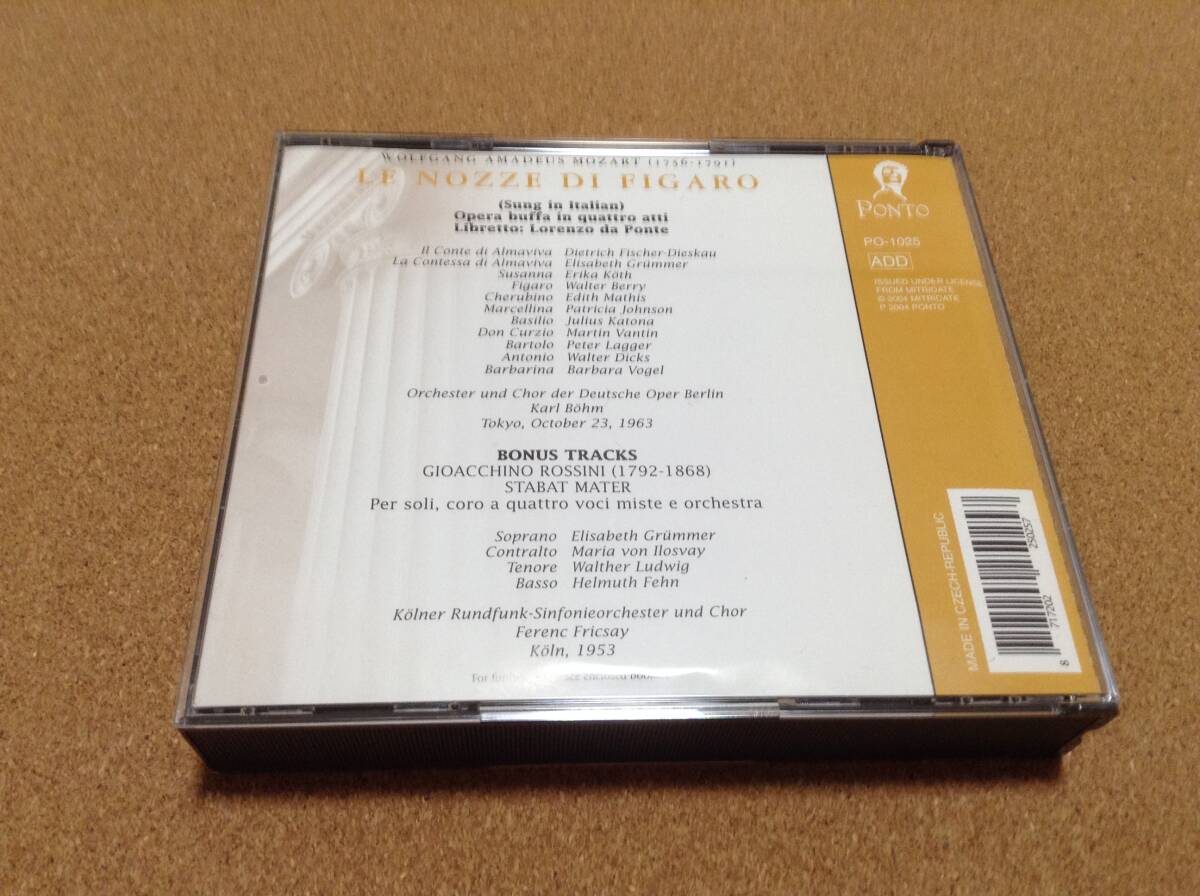 WOLFGANG AMADEUS MOZART (1756-1791)
LE NOZZE DI FIGARO
(Sung in Italian)
Opera buffa in quattro atti
Libretto: Lorenzo da Ponte
Il Conte di Almaviva Dietrich Fischer-Dieskau
La Contessa di Almaviva Elisabeth Grümmer
Susanna Erika Köth
Figaro Walter Berry
Cherubino Edith Mathis
Marcellina Patricia Johnson
Basilio Julius Katona
Don Curzio Martin Vantin
Bartolo Peter Lagger
Antonio Walter Dicks
Barbarina Barbara Vogel
Orchester und Chor der Deutsche Oper Berlin
Karl Böhm
Tokyo, October 23, 1963
BONUS TRACKS
GIOACCHINO ROSSINI (1792-1868)
STABAT MATER
Per soli, coro a quattro voci miste e orchestra
Soprano Elisabeth Grümmer
Contralto Maria von Ilosvay
Tenore Walther Ludwig
Basso Helmuth Fehn
Kölner Rundfunk-Sinfonieorchester und Chor
Ferenc Fricsay
Köln, 1953
For enclosed
PONTO
PO-1025
ADD
ISSUED UNDER LICENSE
FROM MITRIDATE
© 2004 MITRIDATE
P 2004 PONTO
MADE IN CZECH-REPUBLIC
8 717202 250257